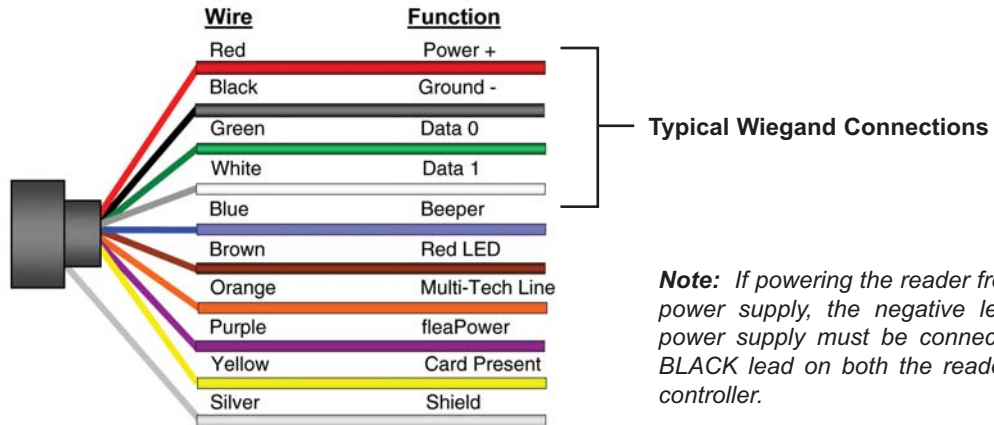 Wire Function
Red Power +
Black Ground -
Green Data 0
White Data 1
Blue Beeper
Brown Red LED
Orange Multi-Tech Line
Purple fleaPower
Yellow Card Present
Silver Shield
Typical Wiegand Connections
Note: If powering the reader
power supply, the negative
power supply must be
BLACK lead on both the
controller.